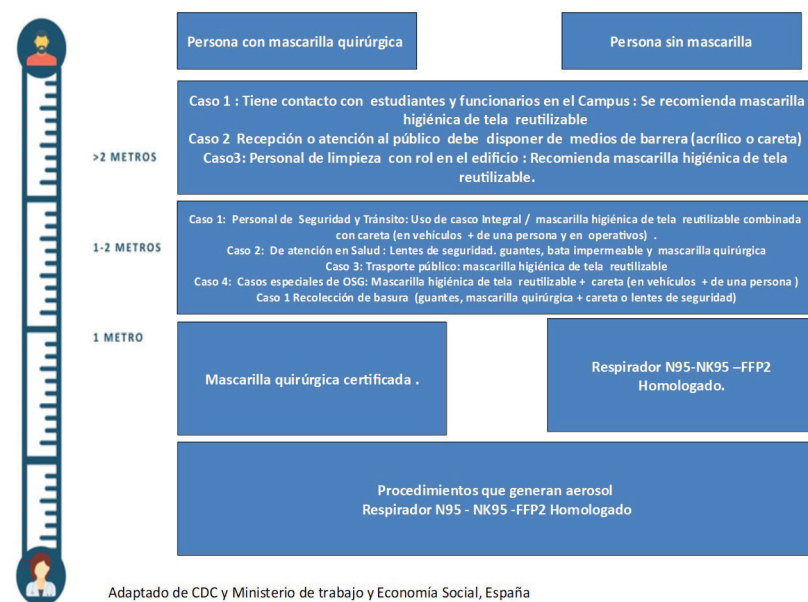 Persona con mascarilla quirúrgica
Persona sin mascarilla
Caso 1 : Tiene contacto con estudiantes y funcionarios en el Campus : Se recomienda mascarilla
higiénica de tela reutilizable
Caso 2 Recepción o atención al público debe disponer de medios de barrera (acrílico o careta)
Caso3: Personal de limpieza con rol en el edificio : Recomienda mascarilla higiénica de tela
reutilizable.
>2 METROS
Caso 1: Personal de Seguridad y Tránsito: Uso de casco Integral / mascarilla higiénica de tela reutilizable combinada
con careta (en vehículos + de una persona y en operativos) .
Caso 2: De atención en Salud : Lentes de seguridad. guantes, bata impermeable y mascarilla quirúrgica
Caso 3: Trasporte público: mascarilla higiénica de tela reutilizable
Caso 4: Casos especiales de OSG: Mascarilla higiénica de tela reutilizable + careta (en vehículos + de una persona )
Caso 1 Recolección de basura (guantes, mascarilla quirúrgica + careta o lentes de seguridad)
1-2 METROS
1 METRO
Mascarilla quirúrgica certificada .
Respirador N95-NK95 –FFP2
Homologado.
Procedimientos que generan aerosol
Respirador N95 - NK95 -FFP2 Homologado
Adaptado de CDC y Ministerio de trabajo y Economía Social, España